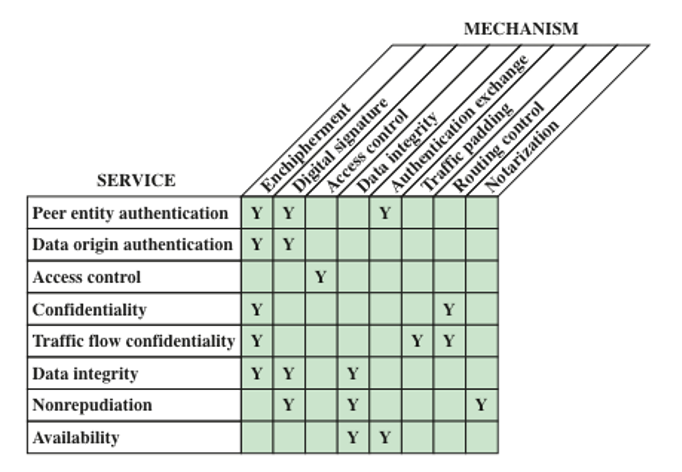 MECHANISM
Enchipherment
Digital signature
Access control
Data integrity
Authentication exchange
Traffic padding
Routing control
Notarization
SERVICE
Peer entity authentication Y Y Y
Data origin authentication Y Y
Access control Y
Confidentiality Y Y
Traffic flow confidentiality Y Y Y
Data integrity Y Y Y
Nonrepudiation Y Y Y
Availability Y Y